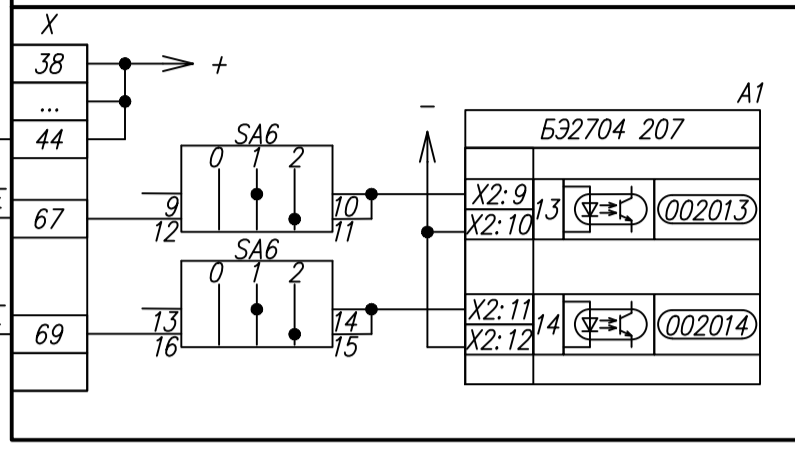 X
38
+
...
44
67
69
SA6
0 1 2
9 10
12 11
SA6
0 1 2
13 14
16 15
–
A1
БЭ2704 207
X2:9 13 002013
X2:10
X2:11 14 002014
X2:12